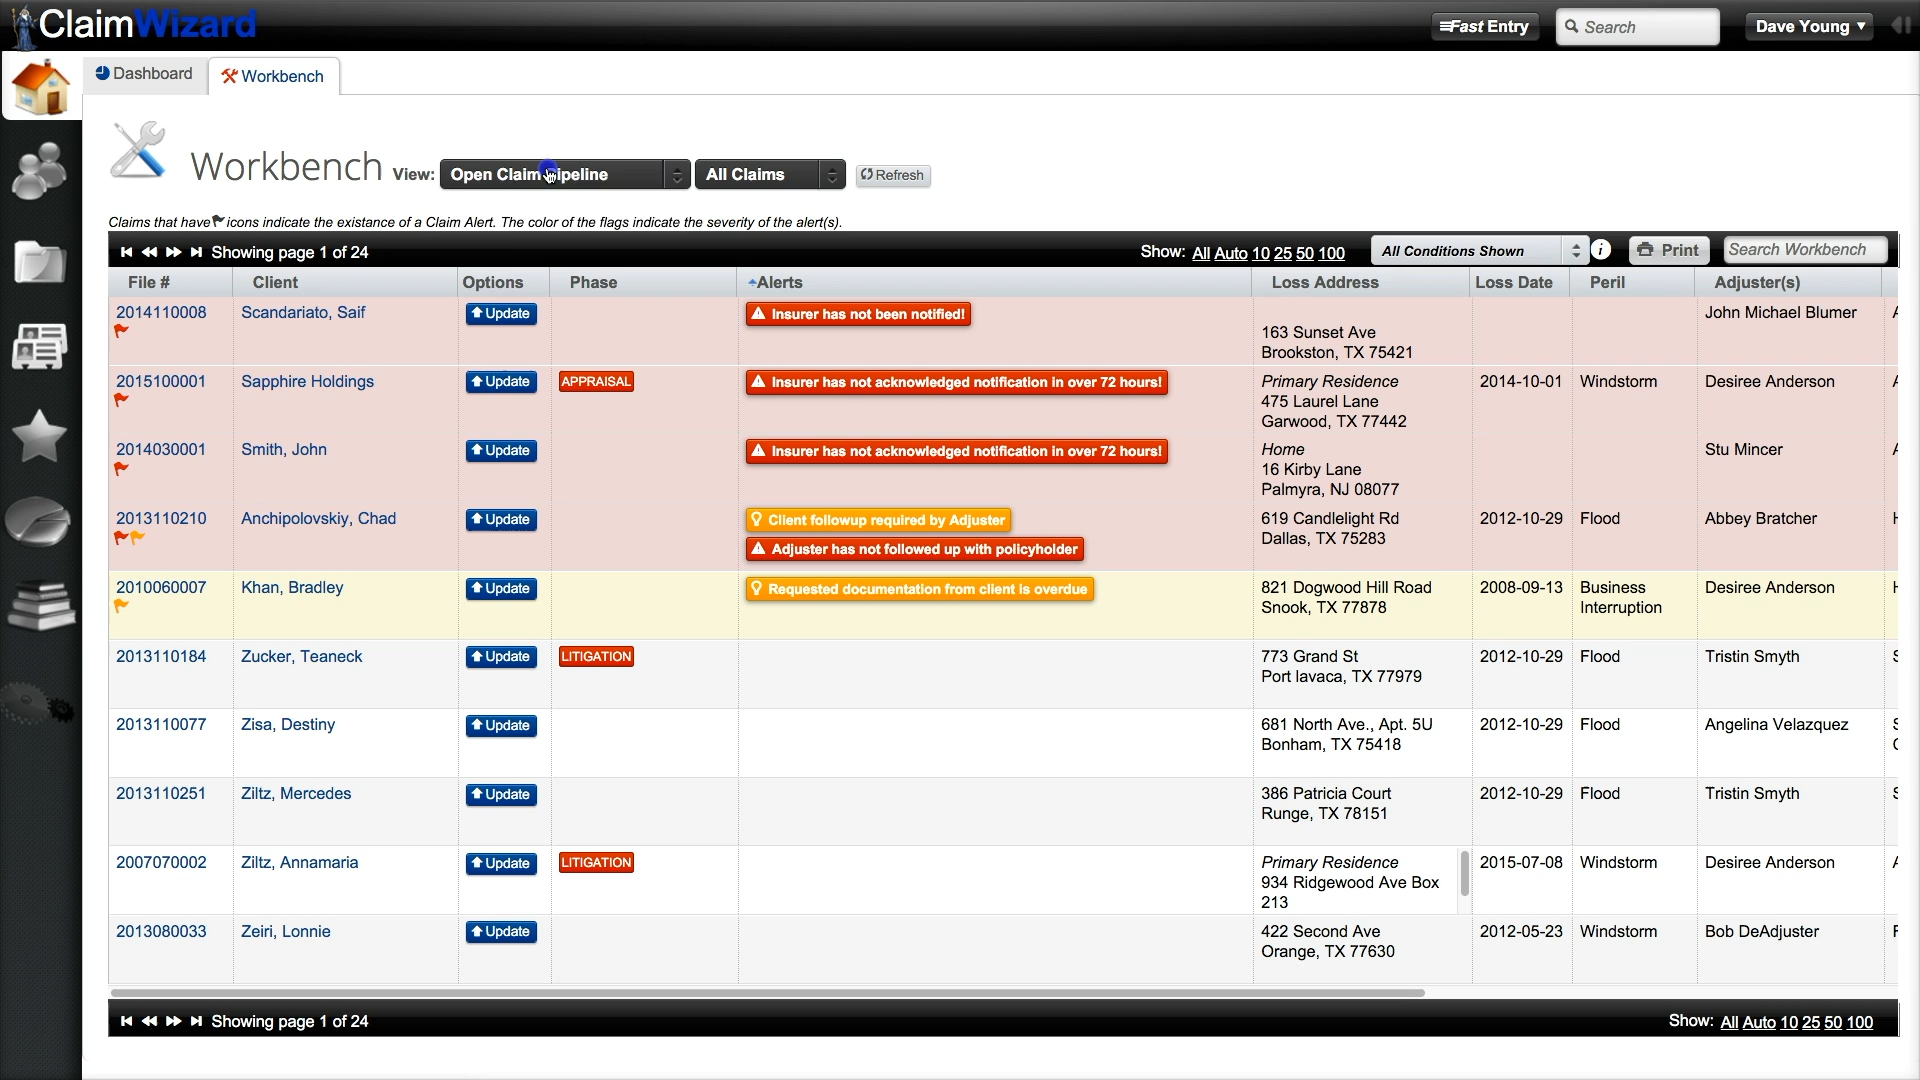 ClaimWizard
Fast Entry
Search
Dave Young ▼
Dashboard
Workbench
Workbench View: Open Claim Pipeline All Claims Refresh
Claims that have icons indicate the existance of a Claim Alert. The color of the flags indicate the severity of the alert(s).
Showing page 1 of 24 Show: All Auto 10 25 50 100 All Conditions Shown i Print Search Workbench
File # Client Options Phase Alerts Loss Address Loss Date Peril Adjuster(s)
2014110008 Scandariato, Saif Update Insurer has not been notified! John Michael Blumer
163 Sunset Ave
Brookston, TX 75421
2015100001 Sapphire Holdings Update APPRAISAL Insurer has not acknowledged notification in over 72 hours! Primary Residence 2014-10-01 Windstorm Desiree Anderson
475 Laurel Lane
Garwood, TX 77442
2014030001 Smith, John Update Insurer has not acknowledged notification in over 72 hours! Home Stu Mincer
16 Kirby Lane
Palmyra, NJ 08077
2013110210 Anchipolovskiy, Chad Update Client followup required by Adjuster 619 Candlelight Rd 2012-10-29 Flood Abbey Bratcher
Adjuster has not followed up with policyholder Dallas, TX 75283
2010060007 Khan, Bradley Update Requested documentation from client is overdue 821 Dogwood Hill Road 2008-09-13 Business Desiree Anderson
Snook, TX 77878 Interruption
2013110184 Zucker, Teaneck Update LITIGATION 773 Grand St 2012-10-29 Flood Tristin Smyth
Port lavaca, TX 77979
2013110077 Zisa, Destiny Update 681 North Ave., Apt. 5U 2012-10-29 Flood Angelina Velazquez
Bonham, TX 75418
2013110251 Ziltz, Mercedes Update 386 Patricia Court 2012-10-29 Flood Tristin Smyth
Runge, TX 78151
2007070002 Ziltz, Annamaria Update LITIGATION Primary Residence 2015-07-08 Windstorm Desiree Anderson
934 Ridgewood Ave Box
213
2013080033 Zeiri, Lonnie Update 422 Second Ave 2012-05-23 Windstorm Bob DeAdjuster
Orange, TX 77630
Showing page 1 of 24 Show: All Auto 10 25 50 100